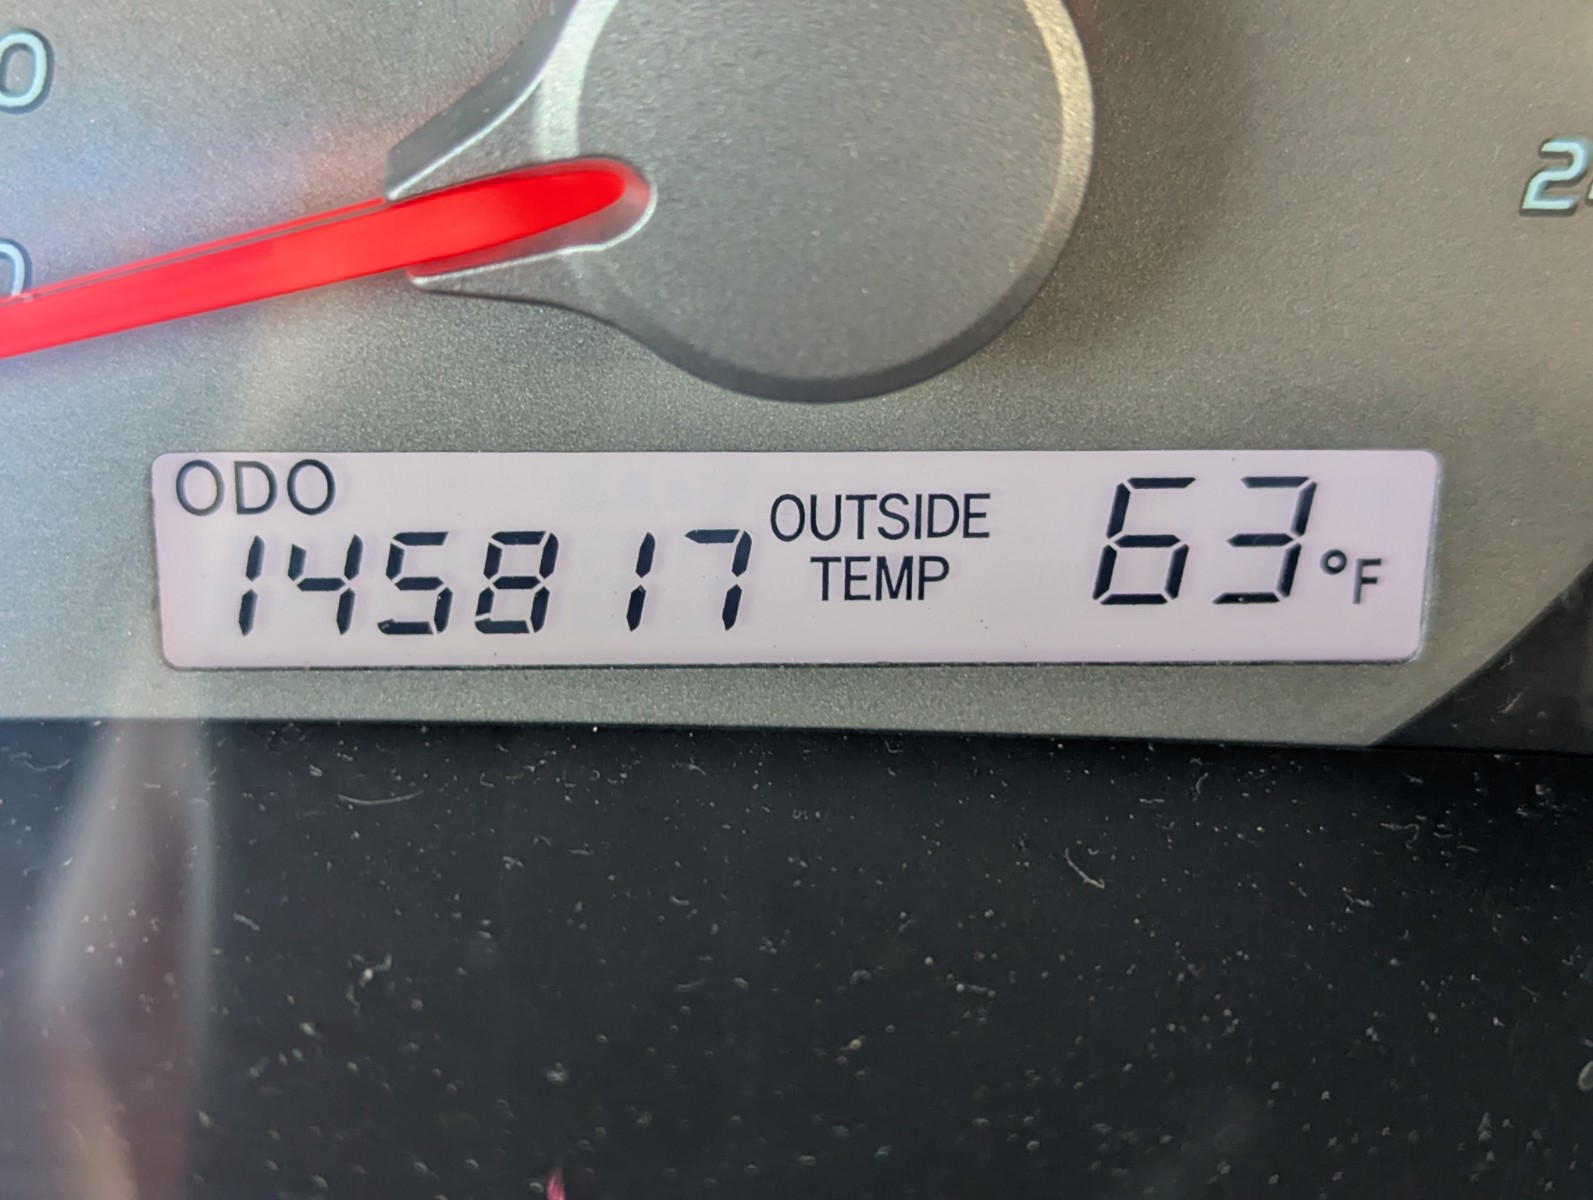 ODO
145817
OUTSIDE
TEMP
63°F